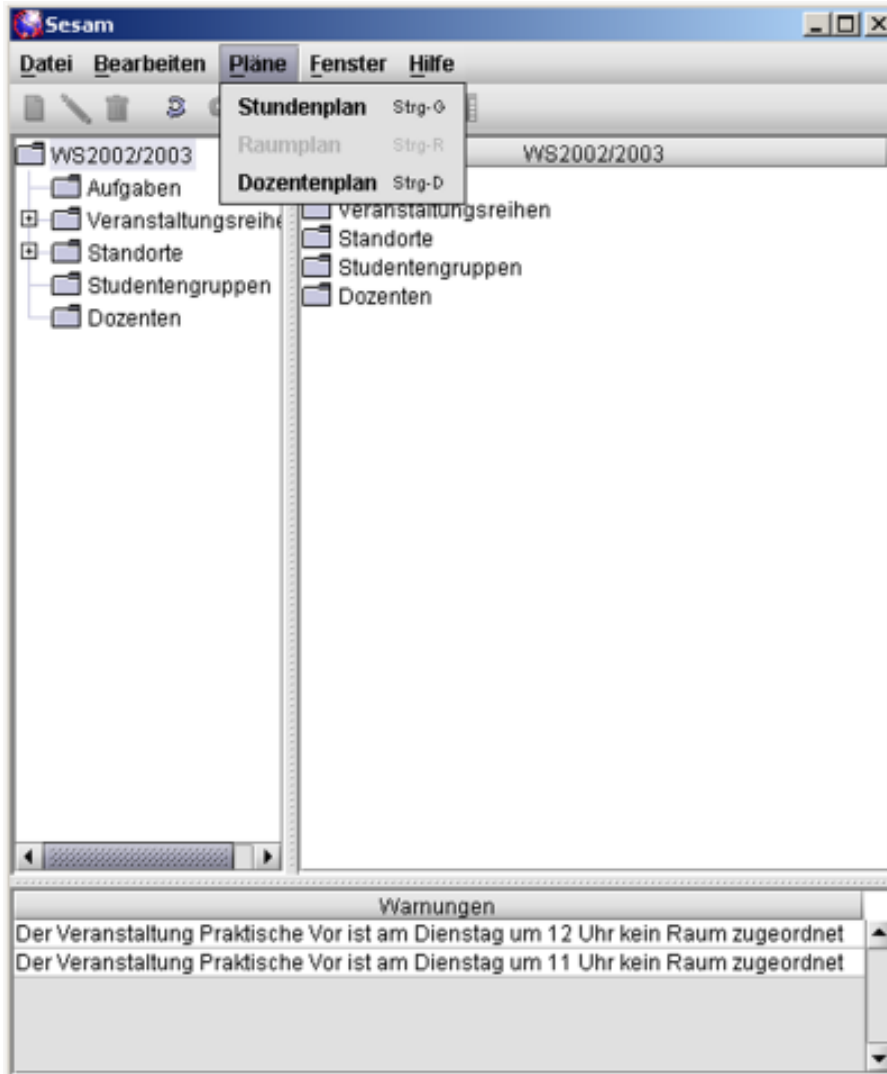 Sesam
Datei Bearbeiten Pläne Fenster Hilfe
Stundenplan Strg-G
Raumplan Strg-R
Dozentenplan Strg-D
WS2002/2003
Aufgaben
Veranstaltungsreihe
Standorte
Studentengruppen
Dozenten
WS2002/2003
Veranstaltungsreihen
Standorte
Studentengruppen
Dozenten
Warnungen
Der Veranstaltung Praktische Vor ist am Dienstag um 12 Uhr kein Raum zugeordnet
Der Veranstaltung Praktische Vor ist am Dienstag um 11 Uhr kein Raum zugeordnet